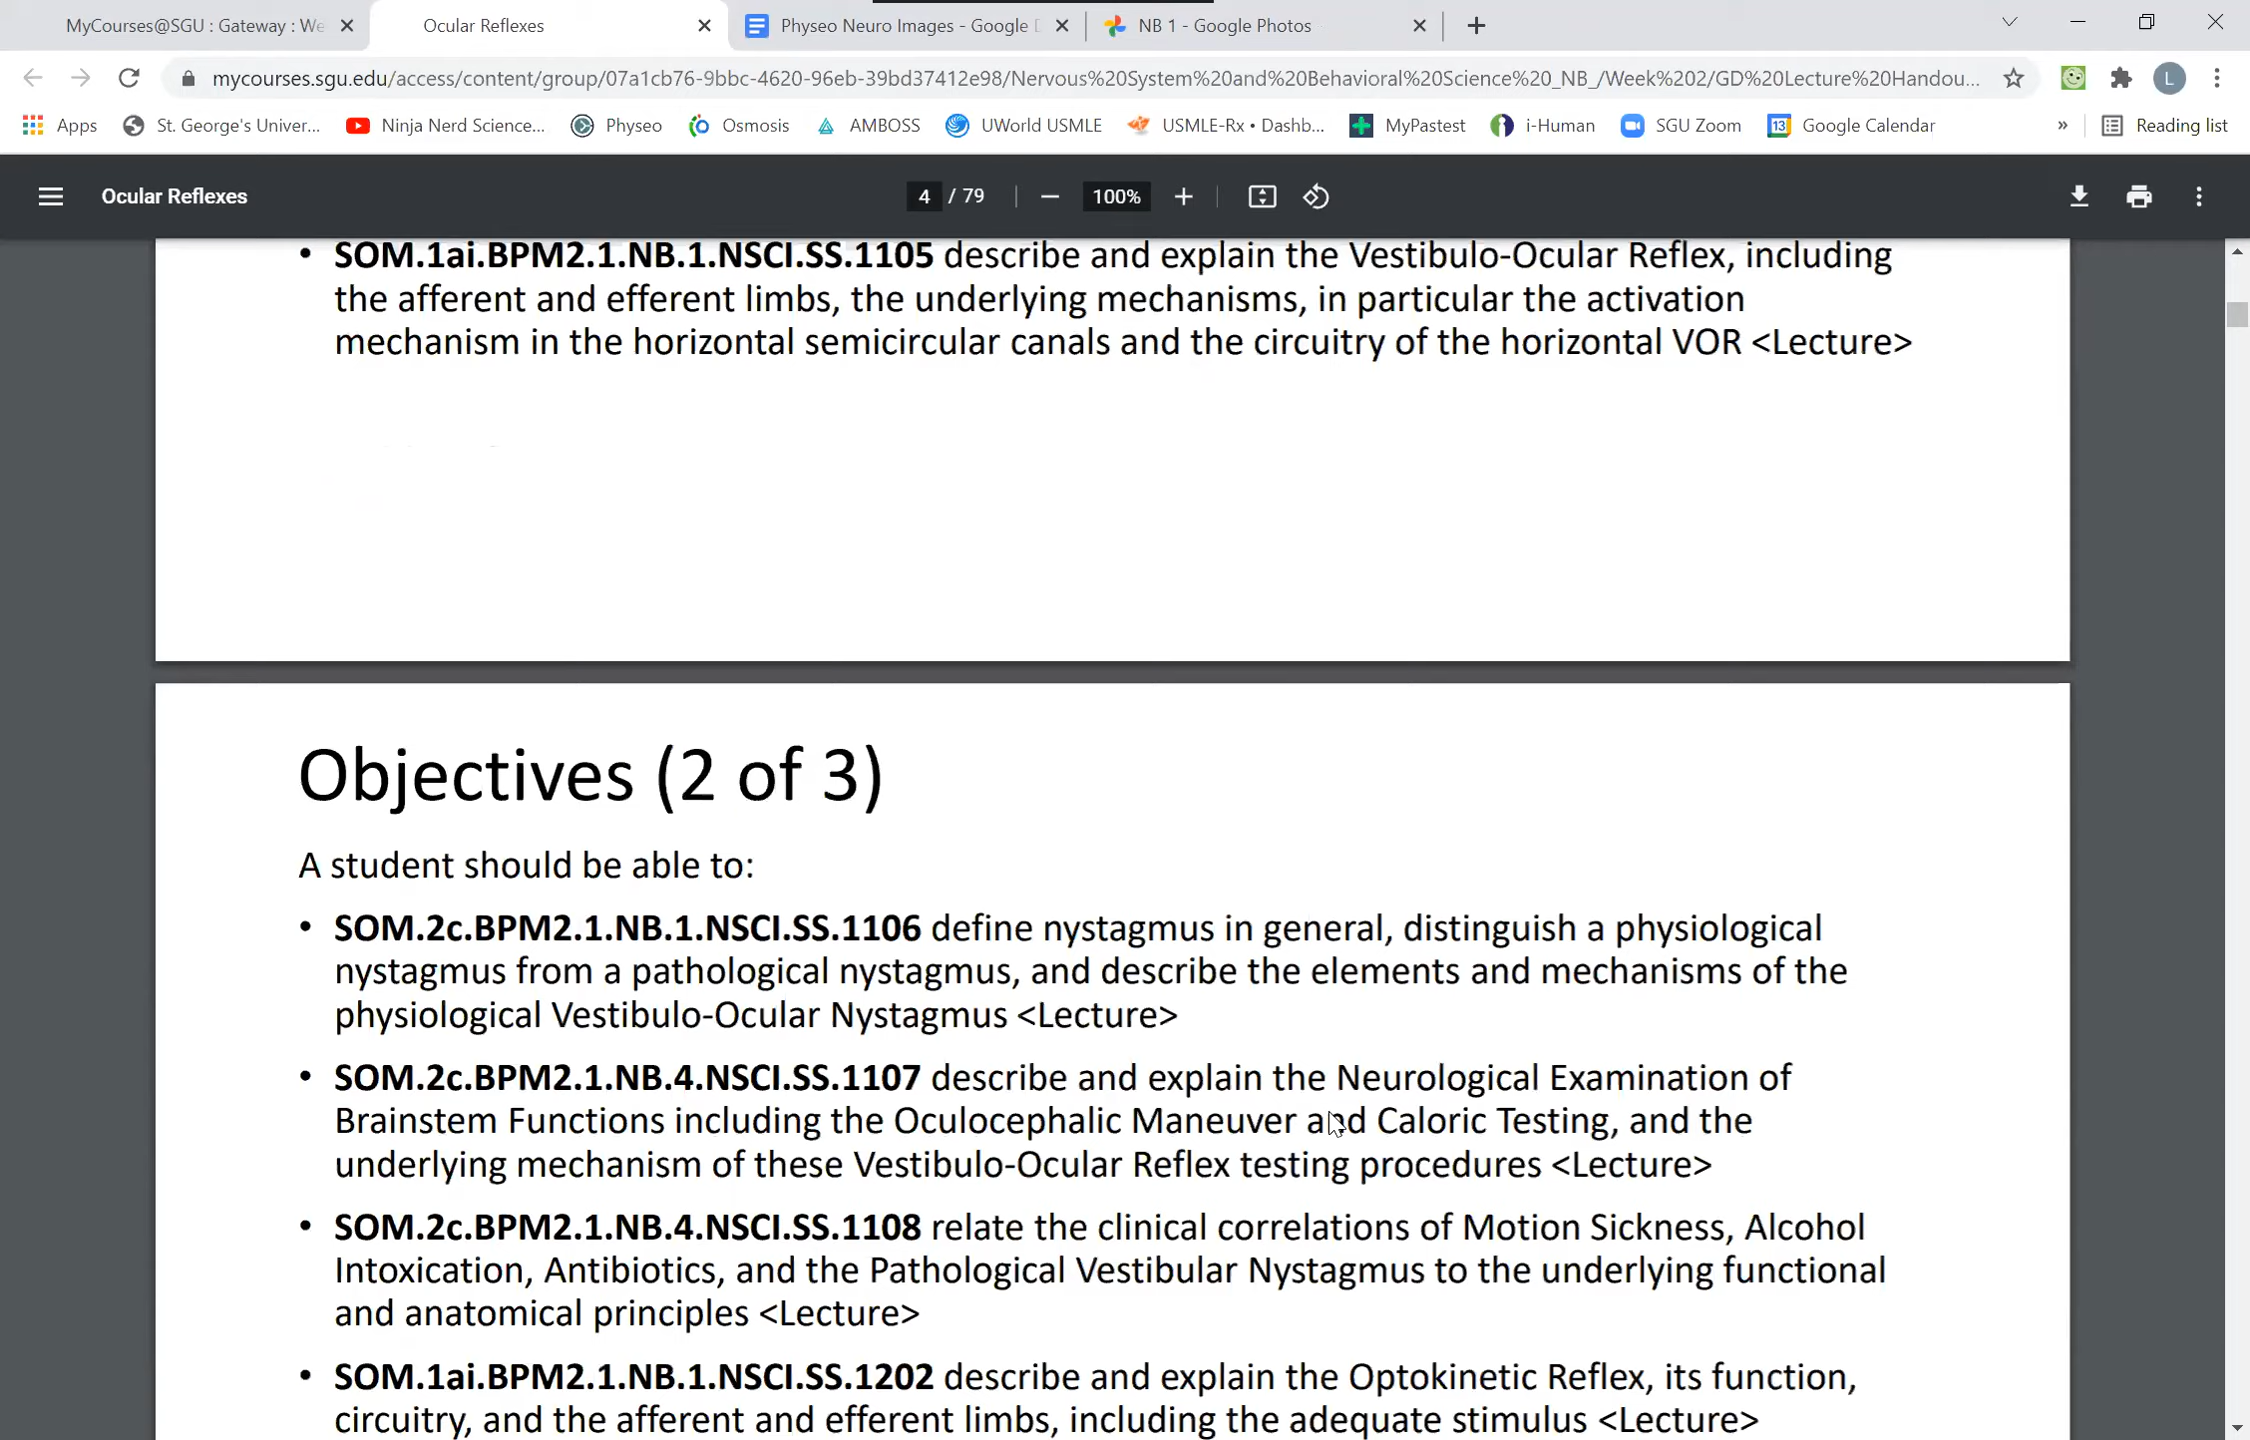 MyCourses@SGU : Gateway : We
Ocular Reflexes
Physeo Neuro Images - Google D
NB 1 - Google Photos
mycourses.sgu.edu/access/content/group/07a1cb76-9bbc-4620-96eb-39bd37412e98/Nervous%20System%20and%20Behavioral%20Science%20_NB_/Week%202/GD%20Lecture%20Handou...
L
Apps
St. George's Univer...
Ninja Nerd Science...
Physeo
Osmosis
AMBOSS
UWorld USMLE
USMLE-Rx • Dashb...
MyPastest
i-Human
SGU Zoom
13
Google Calendar
»
Reading list
Ocular Reflexes
4 / 79
100%
• SOM.1ai.BPM2.1.NB.1.NSCI.SS.1105 describe and explain the Vestibulo-Ocular Reflex, including
the afferent and efferent limbs, the underlying mechanisms, in particular the activation
mechanism in the horizontal semicircular canals and the circuitry of the horizontal VOR <Lecture>
Objectives (2 of 3)
A student should be able to:
• SOM.2c.BPM2.1.NB.1.NSCI.SS.1106 define nystagmus in general, distinguish a physiological
nystagmus from a pathological nystagmus, and describe the elements and mechanisms of the
physiological Vestibulo-Ocular Nystagmus <Lecture>
• SOM.2c.BPM2.1.NB.4.NSCI.SS.1107 describe and explain the Neurological Examination of
Brainstem Functions including the Oculocephalic Maneuver and Caloric Testing, and the
underlying mechanism of these Vestibulo-Ocular Reflex testing procedures <Lecture>
• SOM.2c.BPM2.1.NB.4.NSCI.SS.1108 relate the clinical correlations of Motion Sickness, Alcohol
Intoxication, Antibiotics, and the Pathological Vestibular Nystagmus to the underlying functional
and anatomical principles <Lecture>
• SOM.1ai.BPM2.1.NB.1.NSCI.SS.1202 describe and explain the Optokinetic Reflex, its function,
circuitry, and the afferent and efferent limbs, including the adequate stimulus <Lecture>